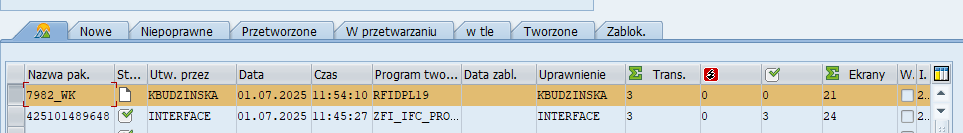 Nowe Niepoprawne Przetworzone W przetwarzaniu w tle Tworzone Zablok.
Nazwa pak. St... Utw. przez Data Czas Program two... Data zabl. Uprawnienie Σ Trans. Σ Ekrany W. I.
7982_WK KBUDZINSKA 01.07.2025 11:54:10 RFIDPL19 KBUDZINSKA 3 0 0 21 2..
425101489648 INTERFACE 01.07.2025 11:45:27 ZFI_IFC_PRO... INTERFACE 3 0 3 24 2..